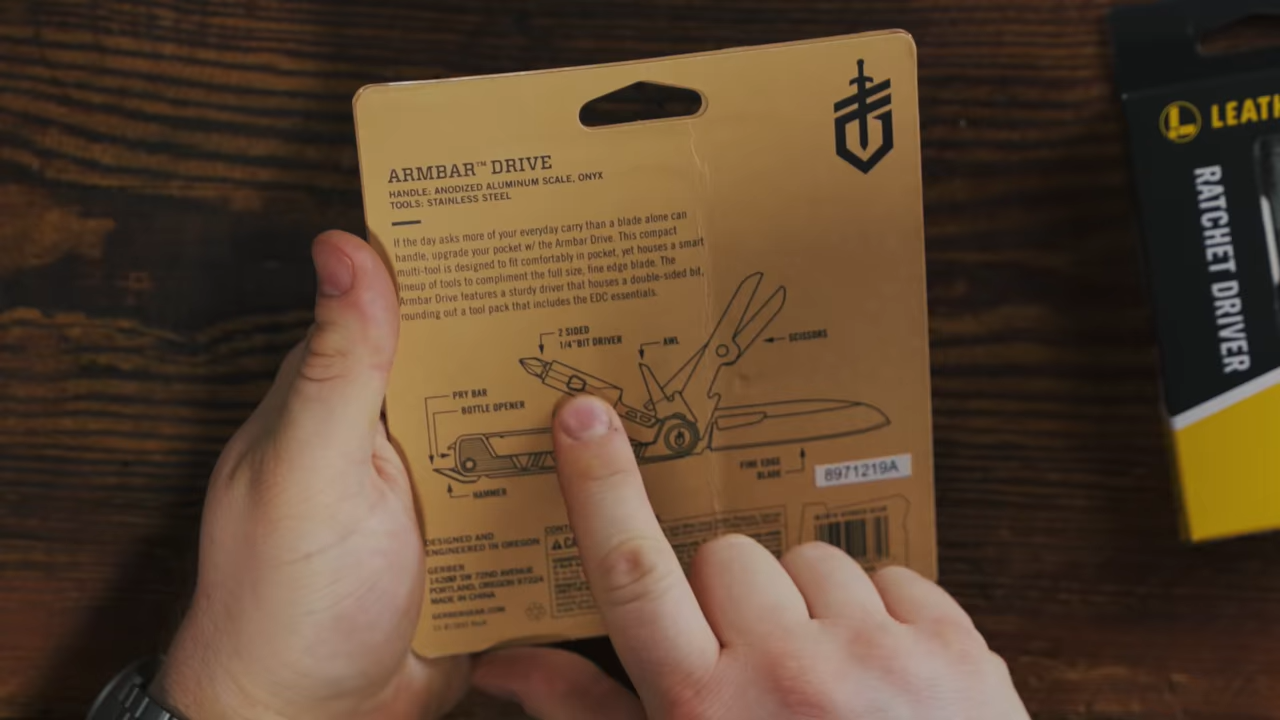 ARMBAR™ DRIVE
HANDLE: ANODIZED ALUMINUM SCALE, ONYX
TOOLS: STAINLESS STEEL
If the day asks more of your everyday carry than a blade alone can
handle, upgrade your pocket w/ the Armbar Drive. This compact
multi-tool is designed to fit comfortably in pocket, yet houses a smart
lineup of tools to compliment the full size, fine edge blade. The
Armbar Drive features a sturdy driver that houses a double-sided bit,
rounding out a tool pack that includes the EDC essentials.
2 SIDED
1/4" BIT DRIVER
AWL
SCISSORS
PRY BAR
BOTTLE OPENER
HAMMER
FINE EDGE
BLADE
8971219A
DESIGNED AND
ENGINEERED IN OREGON
GERBER
14200 SW 72ND AVENUE
PORTLAND, OREGON 97224
MADE IN CHINA
GERBERGEAR.COM
LEAT
RATCHET DRIVER